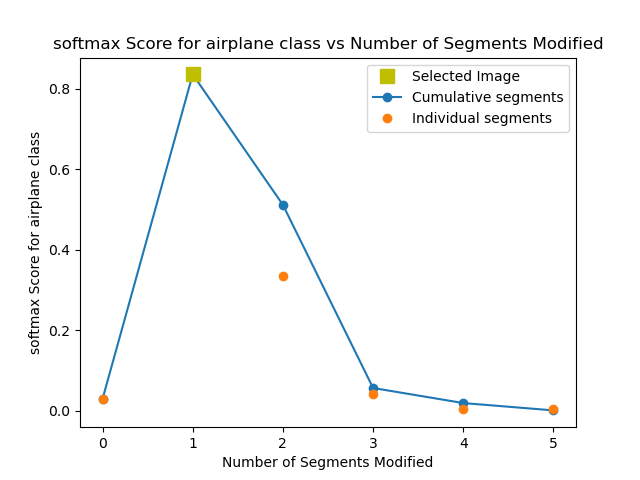 softmax Score for airplane class vs Number of Segments Modified
Selected Image
Cumulative segments
Individual segments
softmax Score for airplane class
0.8
0.6
0.4
0.2
0.0
0 1 2 3 4 5
Number of Segments Modified